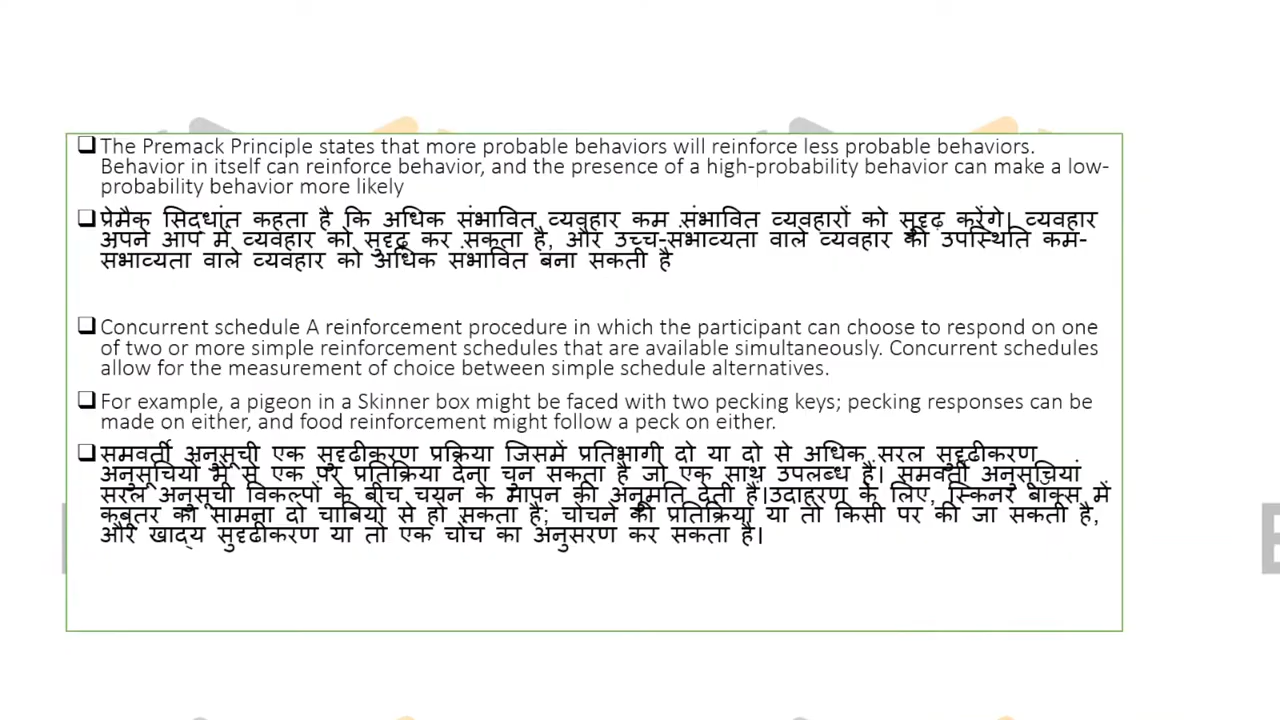 ❑The Premack Principle states that more probable behaviors will reinforce less probable behaviors.
Behavior in itself can reinforce behavior, and the presence of a high-probability behavior can make a low-
probability behavior more likely
❑प्रेमैक सिद्धांत कहता है कि अधिक संभावित व्यवहार कम संभावित व्यवहारों को सुदृढ़ करेंगे। व्यवहार
अपने आप में व्यवहार को सुदृढ़ कर सकता है, और उच्च-संभाव्यता वाले व्यवहार की उपस्थिति कम-
संभाव्यता वाले व्यवहार को अधिक संभावित बना सकती है
❑Concurrent schedule A reinforcement procedure in which the participant can choose to respond on one
of two or more simple reinforcement schedules that are available simultaneously. Concurrent schedules
allow for the measurement of choice between simple schedule alternatives.
❑For example, a pigeon in a Skinner box might be faced with two pecking keys; pecking responses can be
made on either, and food reinforcement might follow a peck on either.
❑समवर्ती अनुसूची एक सुदृढीकरण प्रक्रिया जिसमें प्रतिभागी दो या दो से अधिक सरल सुदृढीकरण
अनुसूचियों में से एक पर प्रतिक्रिया देना चुन सकता है जो एक साथ उपलब्ध हैं। समवर्ती अनुसूचियां
सरल अनुसूची विकल्पों के बीच चयन के मापन की अनुमति देती हैं।उदाहरण के लिए, स्किनर बॉक्स में
कबूतर का सामना दो चाबियों से हो सकता है; चोंचने की प्रतिक्रिया या तो किसी पर की जा सकती है,
और खाद्य सुदृढीकरण या तो एक चोंच का अनुसरण कर सकता है।